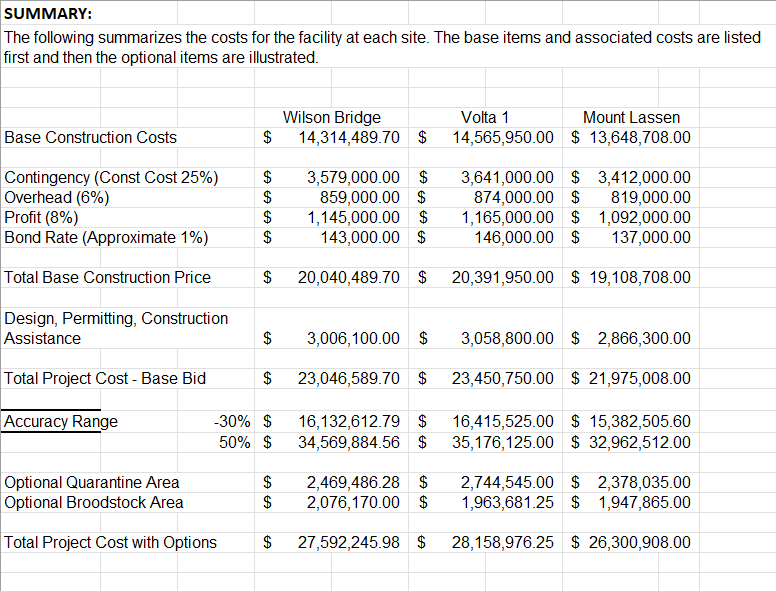 SUMMARY:
The following summarizes the costs for the facility at each site. The base items and associated costs are listed
first and then the optional items are illustrated.
Wilson Bridge Volta 1 Mount Lassen
Base Construction Costs $ 14,314,489.70 $ 14,565,950.00 $ 13,648,708.00
Contingency (Const Cost 25%) $ 3,579,000.00 $ 3,641,000.00 $ 3,412,000.00
Overhead (6%) $ 859,000.00 $ 874,000.00 $ 819,000.00
Profit (8%) $ 1,145,000.00 $ 1,165,000.00 $ 1,092,000.00
Bond Rate (Approximate 1%) $ 143,000.00 $ 146,000.00 $ 137,000.00
Total Base Construction Price $ 20,040,489.70 $ 20,391,950.00 $ 19,108,708.00
Design, Permitting, Construction
Assistance $ 3,006,100.00 $ 3,058,800.00 $ 2,866,300.00
Total Project Cost - Base Bid $ 23,046,589.70 $ 23,450,750.00 $ 21,975,008.00
Accuracy Range -30% $ 16,132,612.79 $ 16,415,525.00 $ 15,382,505.60
50% $ 34,569,884.56 $ 35,176,125.00 $ 32,962,512.00
Optional Quarantine Area $ 2,469,486.28 $ 2,744,545.00 $ 2,378,035.00
Optional Broodstock Area $ 2,076,170.00 $ 1,963,681.25 $ 1,947,865.00
Total Project Cost with Options $ 27,592,245.98 $ 28,158,976.25 $ 26,300,908.00